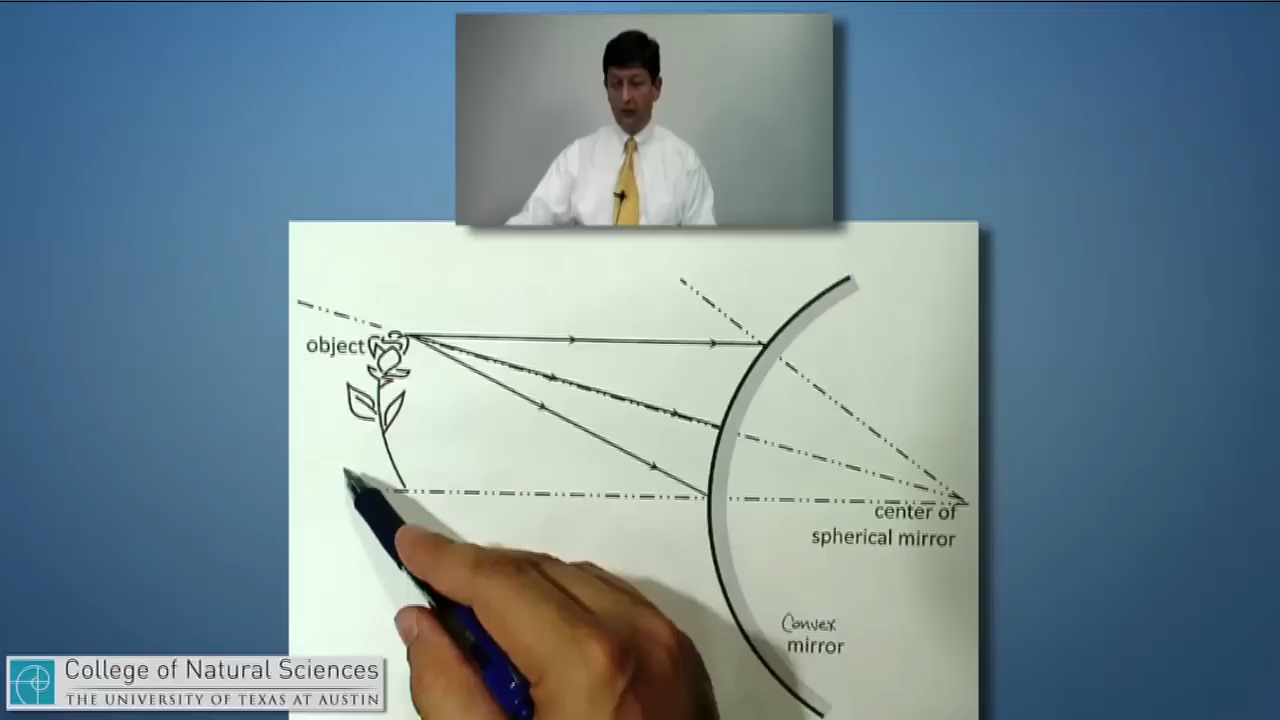 object
center of
spherical mirror
Convex
mirror
College of Natural Sciences
THE UNIVERSITY OF TEXAS AT AUSTIN